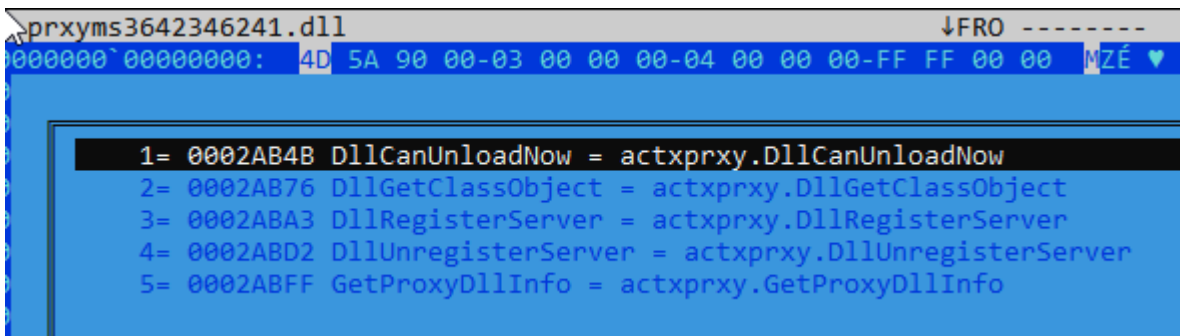 prxyms3642346241.dll ↓FRO --------
000000`00000000: 4D 5A 90 00-03 00 00 00-04 00 00 00-FF FF 00 00 MZÉ ♥
1= 0002AB4B DllCanUnloadNow = actxprxy.DllCanUnloadNow
2= 0002AB76 DllGetClassObject = actxprxy.DllGetClassObject
3= 0002ABA3 DllRegisterServer = actxprxy.DllRegisterServer
4= 0002ABD2 DllUnregisterServer = actxprxy.DllUnregisterServer
5= 0002ABFF GetProxyDllInfo = actxprxy.GetProxyDllInfo